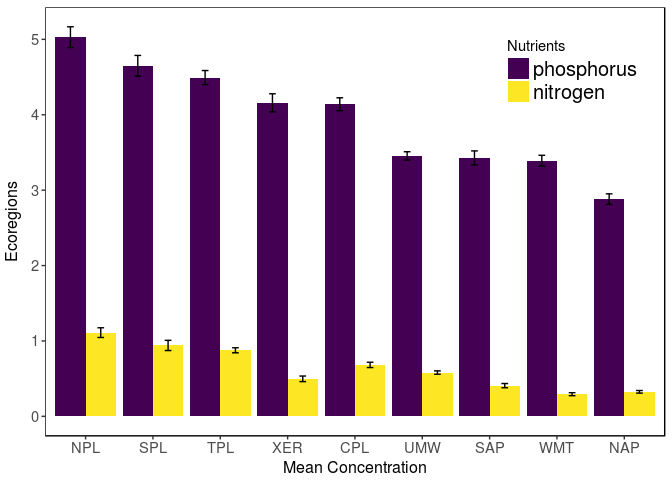 Nutrients
phosphorus
nitrogen
Ecoregions
5
4
3
2
1
0
NPL SPL TPL XER CPL UMW SAP WMT NAP
Mean Concentration